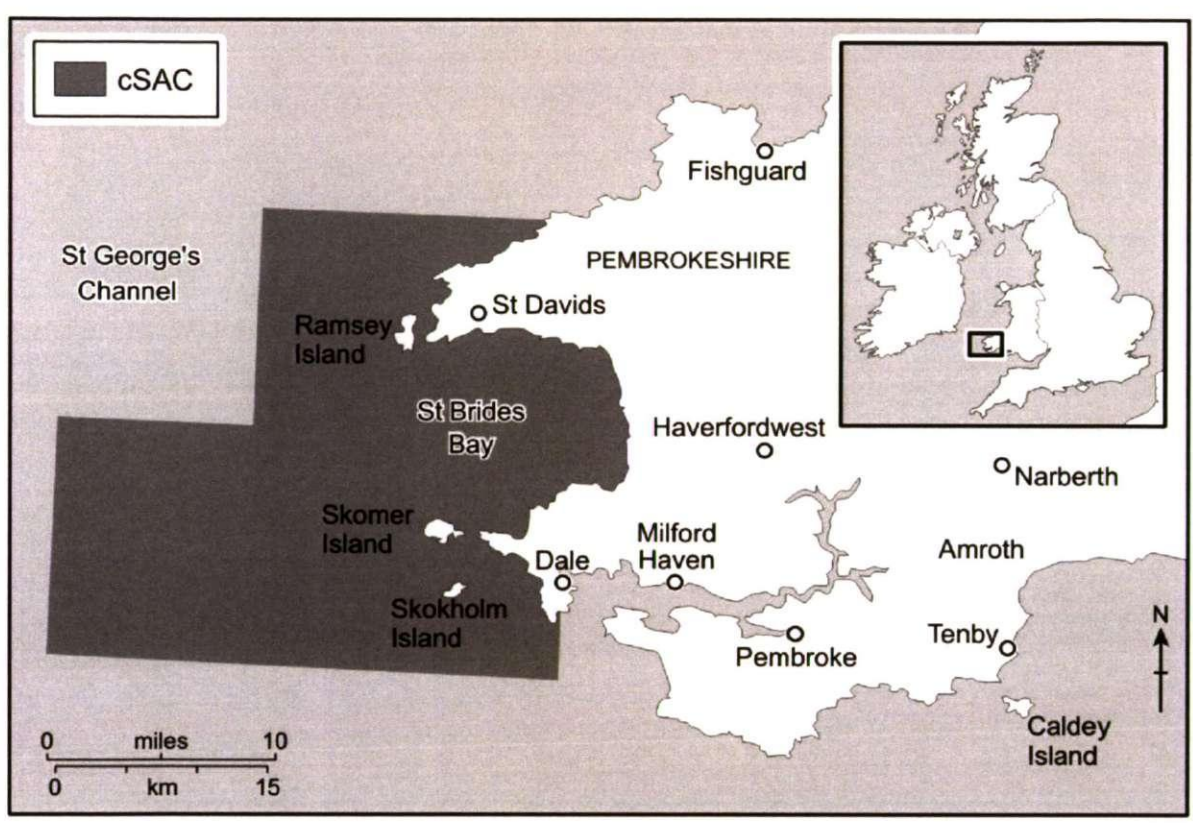 cSAC
Fishguard
St George's
Channel
PEMBROKESHIRE
St Davids
Ramsey
Island
St Brides
Bay
Haverfordwest
Narberth
Skomer
Island
Milford
Haven
Amroth
Dale
Skokholm
Island
N
Tenby
Pembroke
Caldey
Island
0 miles 10
0 km 15